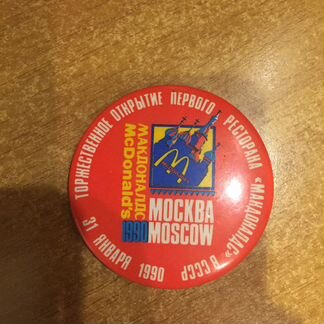 ТОРЖЕСТВЕННОЕ ОТКРЫТИЕ ПЕРВОГО РЕСТОРАНА «МАКДОНАЛДС» В СССР
31 ЯНВАРЯ 1990
МАКДОНАЛДС
McDonald's
1990
МОСКВА
MOSCOW